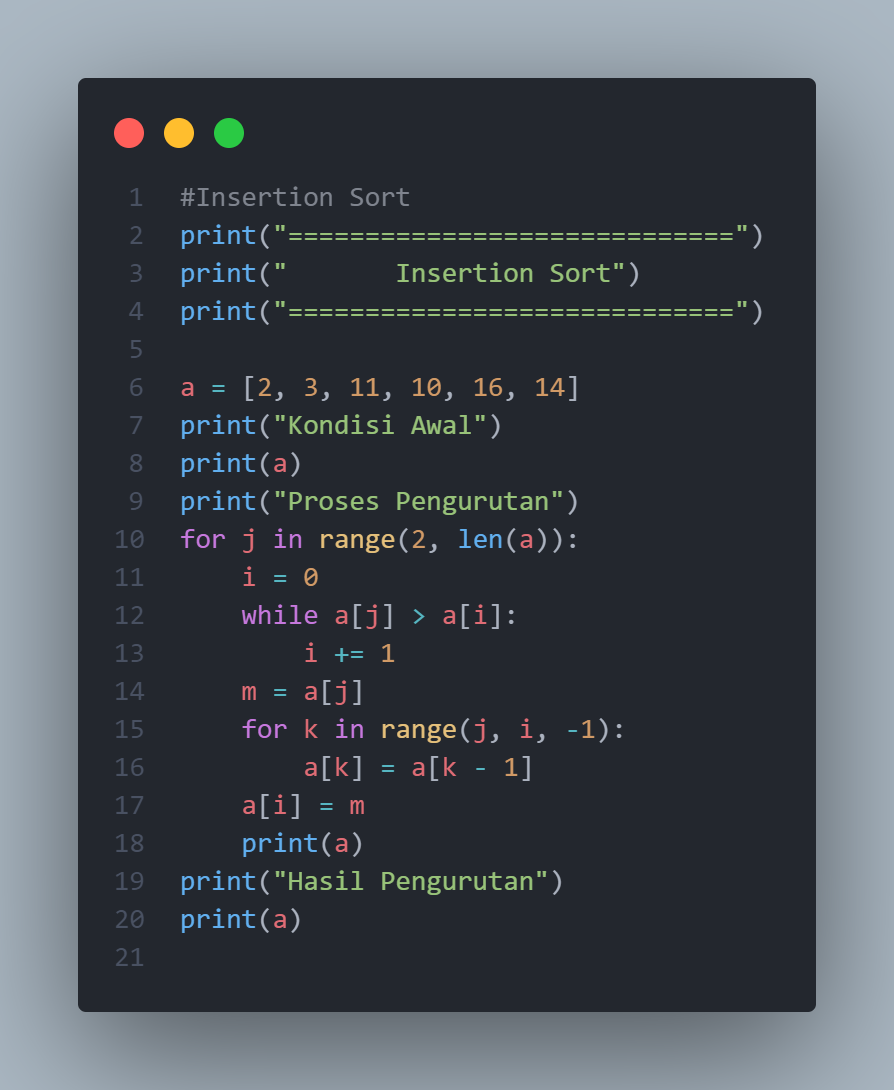 1 #Insertion Sort
2 print("=============================")
3 print("       Insertion Sort")
4 print("=============================")
5
6 a = [2, 3, 11, 10, 16, 14]
7 print("Kondisi Awal")
8 print(a)
9 print("Proses Pengurutan")
10 for j in range(2, len(a)):
11     i = 0
12     while a[j] > a[i]:
13         i += 1
14     m = a[j]
15     for k in range(j, i, -1):
16         a[k] = a[k - 1]
17     a[i] = m
18     print(a)
19 print("Hasil Pengurutan")
20 print(a)
21